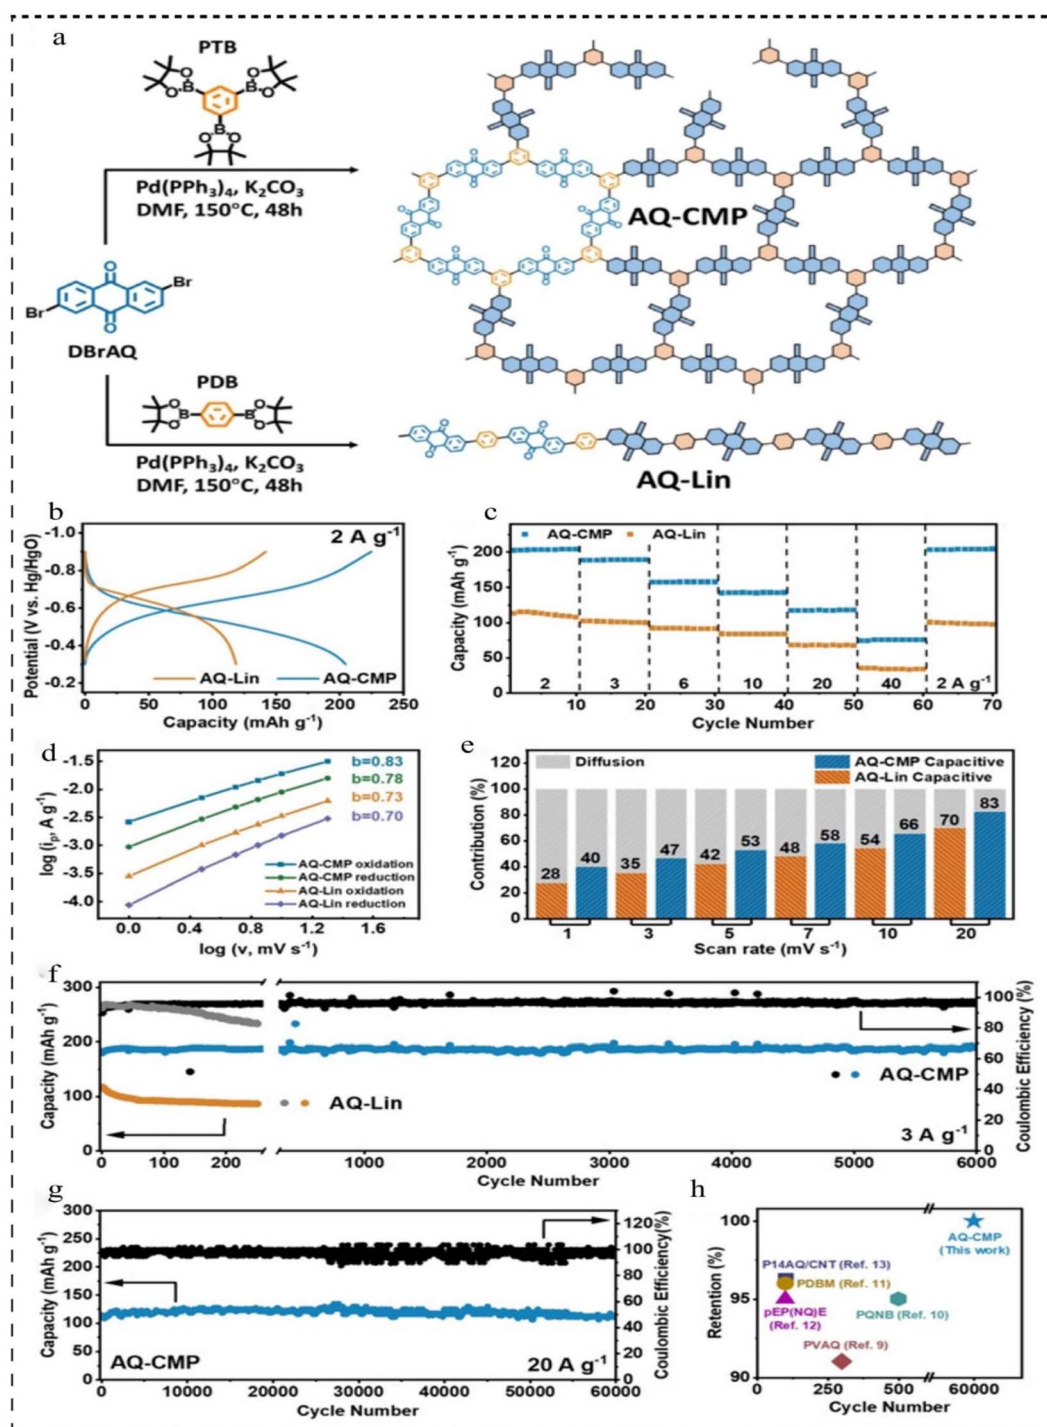 a
PTB
Pd(PPh3)4, K2CO3
DMF, 150°C, 48h
Br
Br
DBrAQ
PDB
Pd(PPh3)4, K2CO3
DMF, 150°C, 48h
AQ-CMP
AQ-Lin
b
2 A g-1
Potential (V vs. Hg/HgO)
-1.0
-0.8
-0.6
-0.4
-0.2
AQ-Lin AQ-CMP
0 50 100 150 200 250
Capacity (mAh g-1)
c
AQ-CMP AQ-Lin
Capacity (mAh g-1)
200
150
100
50
0
2 3 6 10 20 40 2 A g-1
10 20 30 40 50 60 70
Cycle Number
d
log (ip, A g-1)
-1.5
-2.0
-2.5
-3.0
-3.5
-4.0
b=0.83
b=0.78
b=0.73
b=0.70
AQ-CMP oxidation
AQ-CMP reduction
AQ-Lin oxidation
AQ-Lin reduction
0.0 0.4 0.8 1.2 1.6
log (v, mV s-1)
e
Diffusion
AQ-CMP Capacitive
AQ-Lin Capacitive
Contribution (%)
120
100
80
60
40
20
0
28 40 35 47 42 53 48 58 54 66 70 83
1 3 5 7 10 20
Scan rate (mV s-1)
f
Capacity (mAh g-1)
300
200
100
0
AQ-Lin
AQ-CMP
3 A g-1
Coulombic Efficiency (%)
100
80
60
40
20
0
0 100 200 1000 2000 3000 4000 5000 6000
Cycle Number
g
Capacity (mAh g-1)
300
250
200
150
100
50
0
AQ-CMP
20 A g-1
Coulombic Efficiency(%)
120
100
80
60
40
20
0
0 10000 20000 30000 40000 50000 60000
Cycle Number
h
Retention (%)
100
95
90
AQ-CMP
(This work)
P14AQ/CNT (Ref. 13)
PDBM (Ref. 11)
pEP(NQ)E
(Ref. 12)
PQNB (Ref. 10)
PVAQ (Ref. 9)
0 250 500 60000
Cycle Number